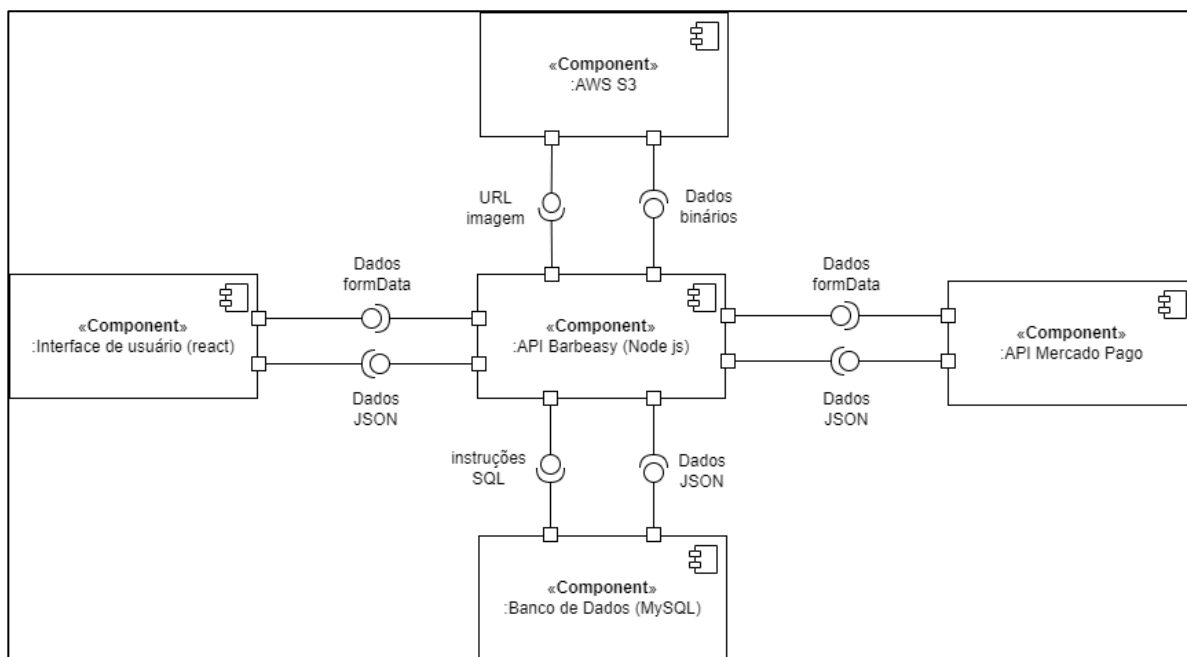 «Component»
:AWS S3
URL
imagem
Dados
binários
Dados
formData
Dados
formData
«Component»
:Interface de usuário (react)
«Component»
:API Barbeasy (Node js)
«Component»
:API Mercado Pago
Dados
JSON
Dados
JSON
instruções
SQL
Dados
JSON
«Component»
:Banco de Dados (MySQL)